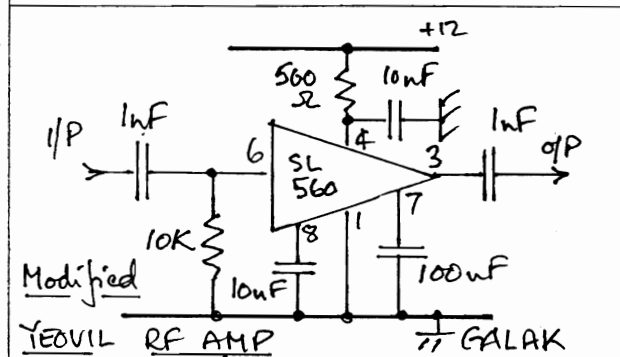 +12
560
Ω
10nF
1nF
1nF
I/P
4
O/P
6
SL
560
3
7
10K
8
1
10nF
100nF
Modified
YEOVIL RF AMP
GALAK